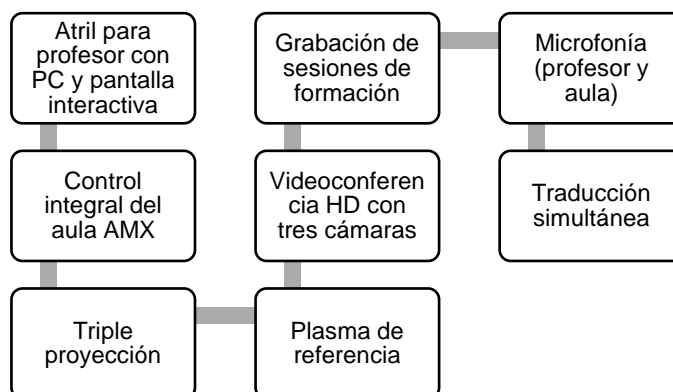 Atril para
profesor con
PC y pantalla
interactiva
Control
integral del
aula AMX
Triple
proyección
Plasma de
referencia
Videoconferen
cia HD con
tres cámaras
Grabación de
sesiones de
formación
Microfonía
(profesor y
aula)
Traducción
simultánea